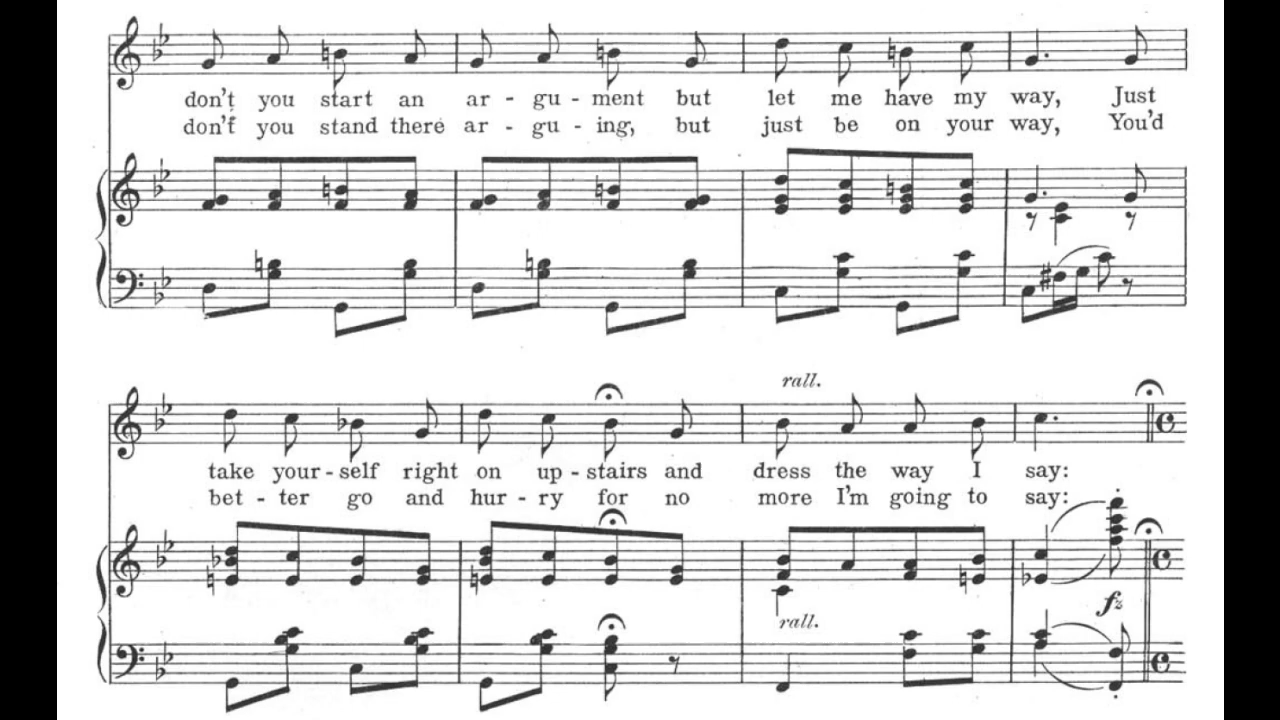 don't you start an ar - gu - ment but let me have my way, Just
don't you stand there ar - gu - ing, but just be on your way, You'd
rall.
take your - self right on up - stairs and dress the way I say:
bet - ter go and hur - ry for no more I'm going to say:
fz
rall.